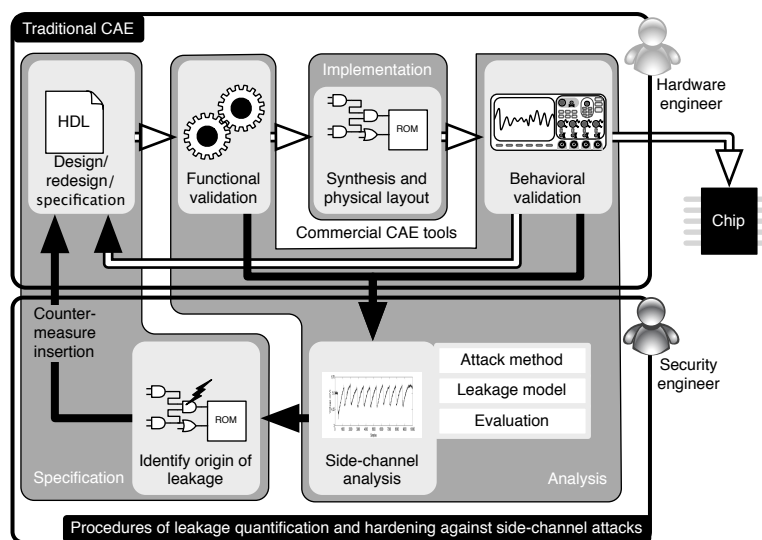 Traditional CAE
Implementation
Hardware
engineer
HDL
ROM
Design/
redesign/
specification
Functional
validation
Synthesis and
physical layout
Behavioral
validation
Chip
Commercial CAE tools
Counter-
measure
insertion
Attack method
Leakage model
Evaluation
Security
engineer
ROM
Identify origin of
leakage
Side-channel
analysis
Specification
Analysis
Procedures of leakage quantification and hardening against side-channel attacks